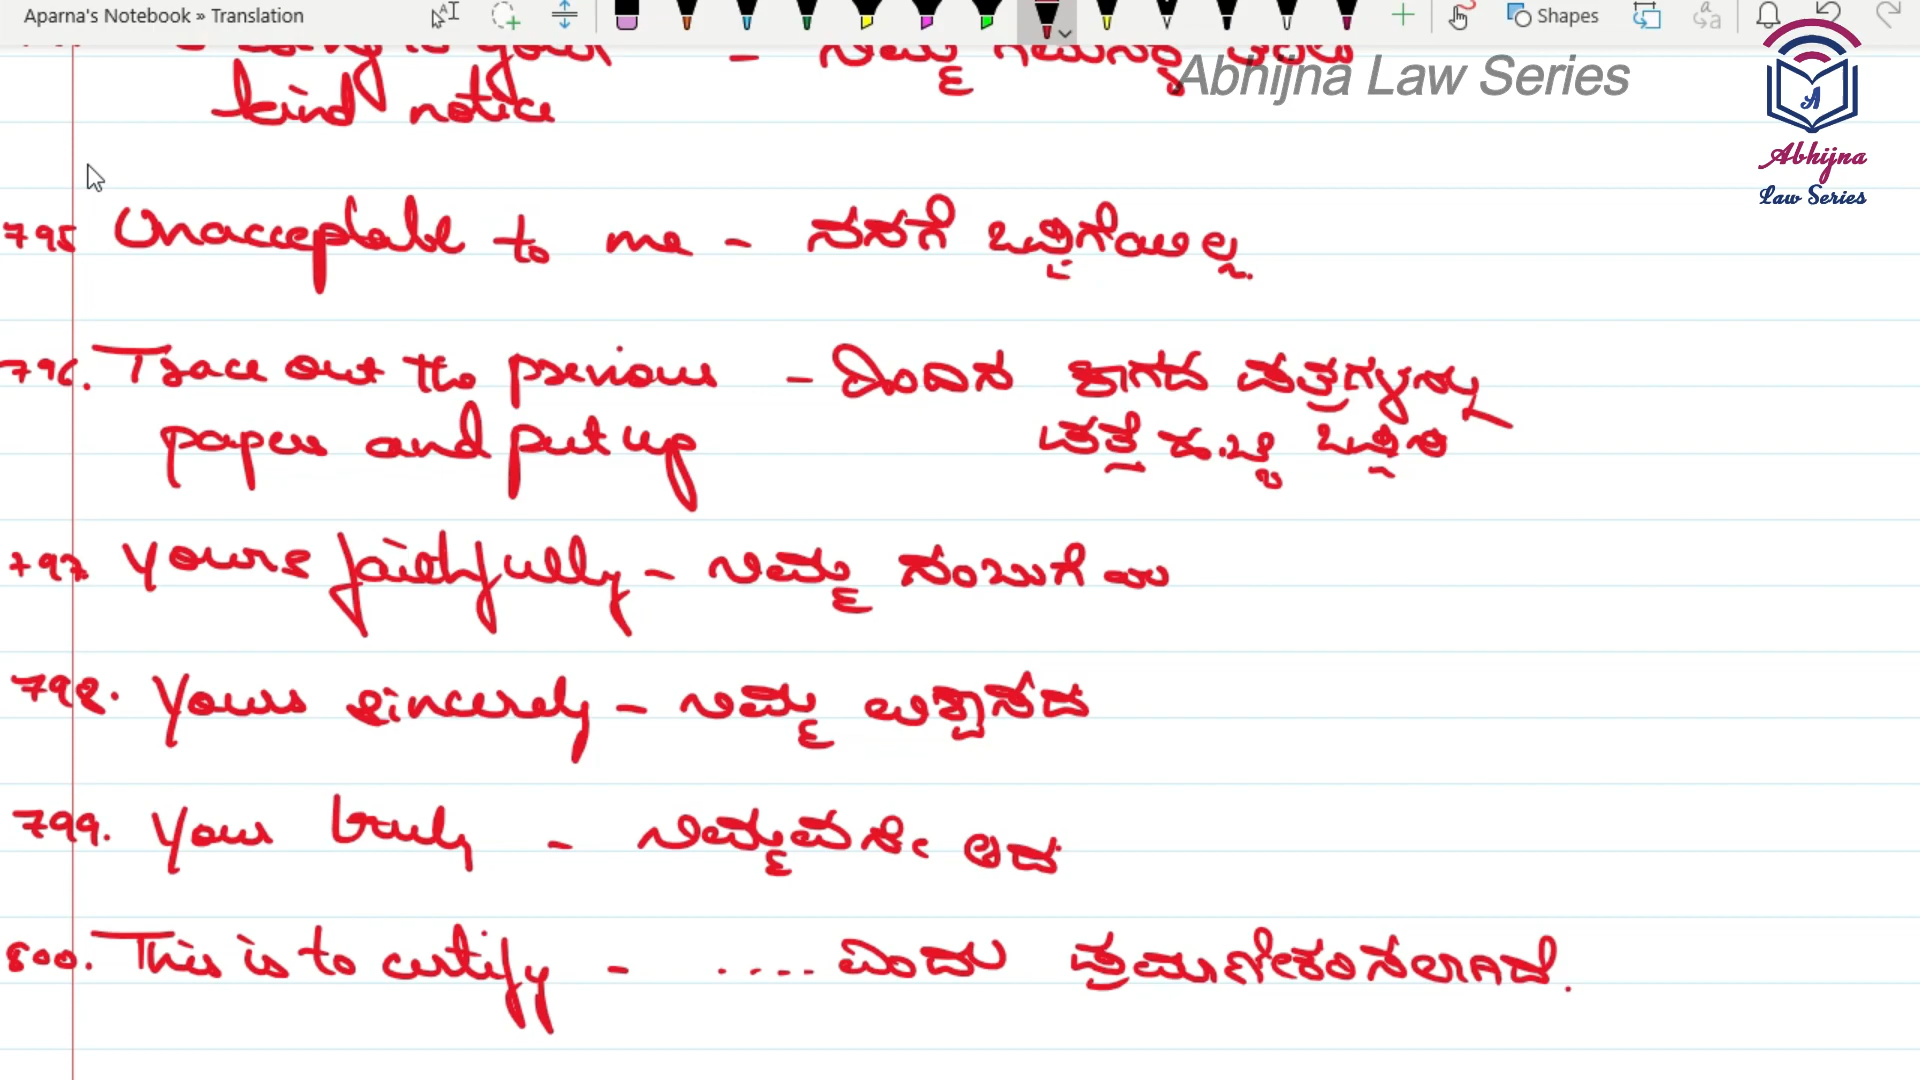 Aparna's Notebook » Translation
Shapes
Abhijna Law Series
A
Abhijna
Law Series
kind notice
795 Unacceptable to me - ನನಗೆ ಒಪ್ಪಿಗೆಯಿಲ್ಲ.
796. Trace out the previous - ಹಿಂದಿನ ಕಾಗದ ಪತ್ರಗಳನ್ನು
papers and put up ಪತ್ತೆ ಹಚ್ಚಿ ಒಪ್ಪಿಸಿ
797 Yours faithfully - ನಿಮ್ಮ ನಂಬುಗೆಯ
798. Yours sincerely - ನಿಮ್ಮ ವಿಶ್ವಾಸದ
799. Your truly - ನಿಮ್ಮವನೇ ಆದ
800. This is to certify - ..... ಎಂದು ಪ್ರಮಾಣೀಕರಿಸಲಾಗಿದೆ.